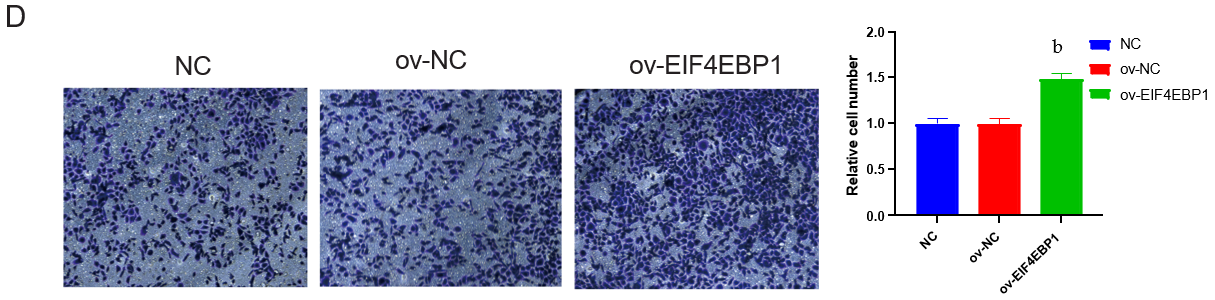 D
NC
ov-NC
ov-EIF4EBP1
2.0
1.5
1.0
0.5
0.0
Relative cell number
b
NC
ov-NC
ov-EIF4EBP1
NC
ov-NC
ov-EIF4EBP1